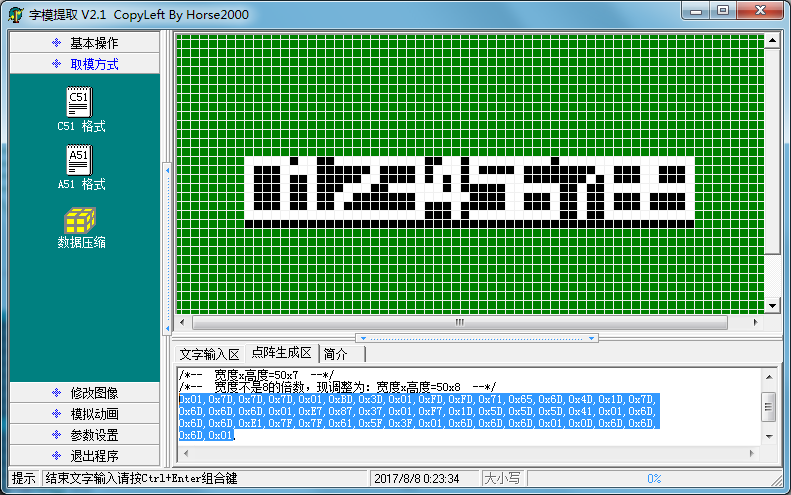 字模提取 V2.1 CopyLeft By Horse2000
基本操作
取模方式
C51
C51 格式
A51
A51 格式
数据压缩
修改图像
模拟动画
参数设置
退出程序
文字输入区 点阵生成区 简介
/*-- 宽度x高度=50x7 --*/
/*-- 宽度不是8的倍数，现调整为：宽度x高度=50x8 --*/
0x01,0x7D,0x7D,0x7D,0x01,0xBD,0x3D,0x01,0xFD,0xFD,0x71,0x65,0x6D,0x4D,0x1D,0x7D,
0x6D,0x6D,0x6D,0x01,0xE7,0x87,0x37,0x01,0xF7,0x1D,0x5D,0x5D,0x5D,0x41,0x01,0x6D,
0x6D,0x6D,0xE1,0x7F,0x7F,0x61,0x5F,0x3F,0x01,0x6D,0x6D,0x6D,0x01,0x0D,0x6D,0x6D,
0x6D,0x01,
提示 结束文字输入请按Ctrl+Enter组合键 2017/8/8 0:23:34 大小写 0%